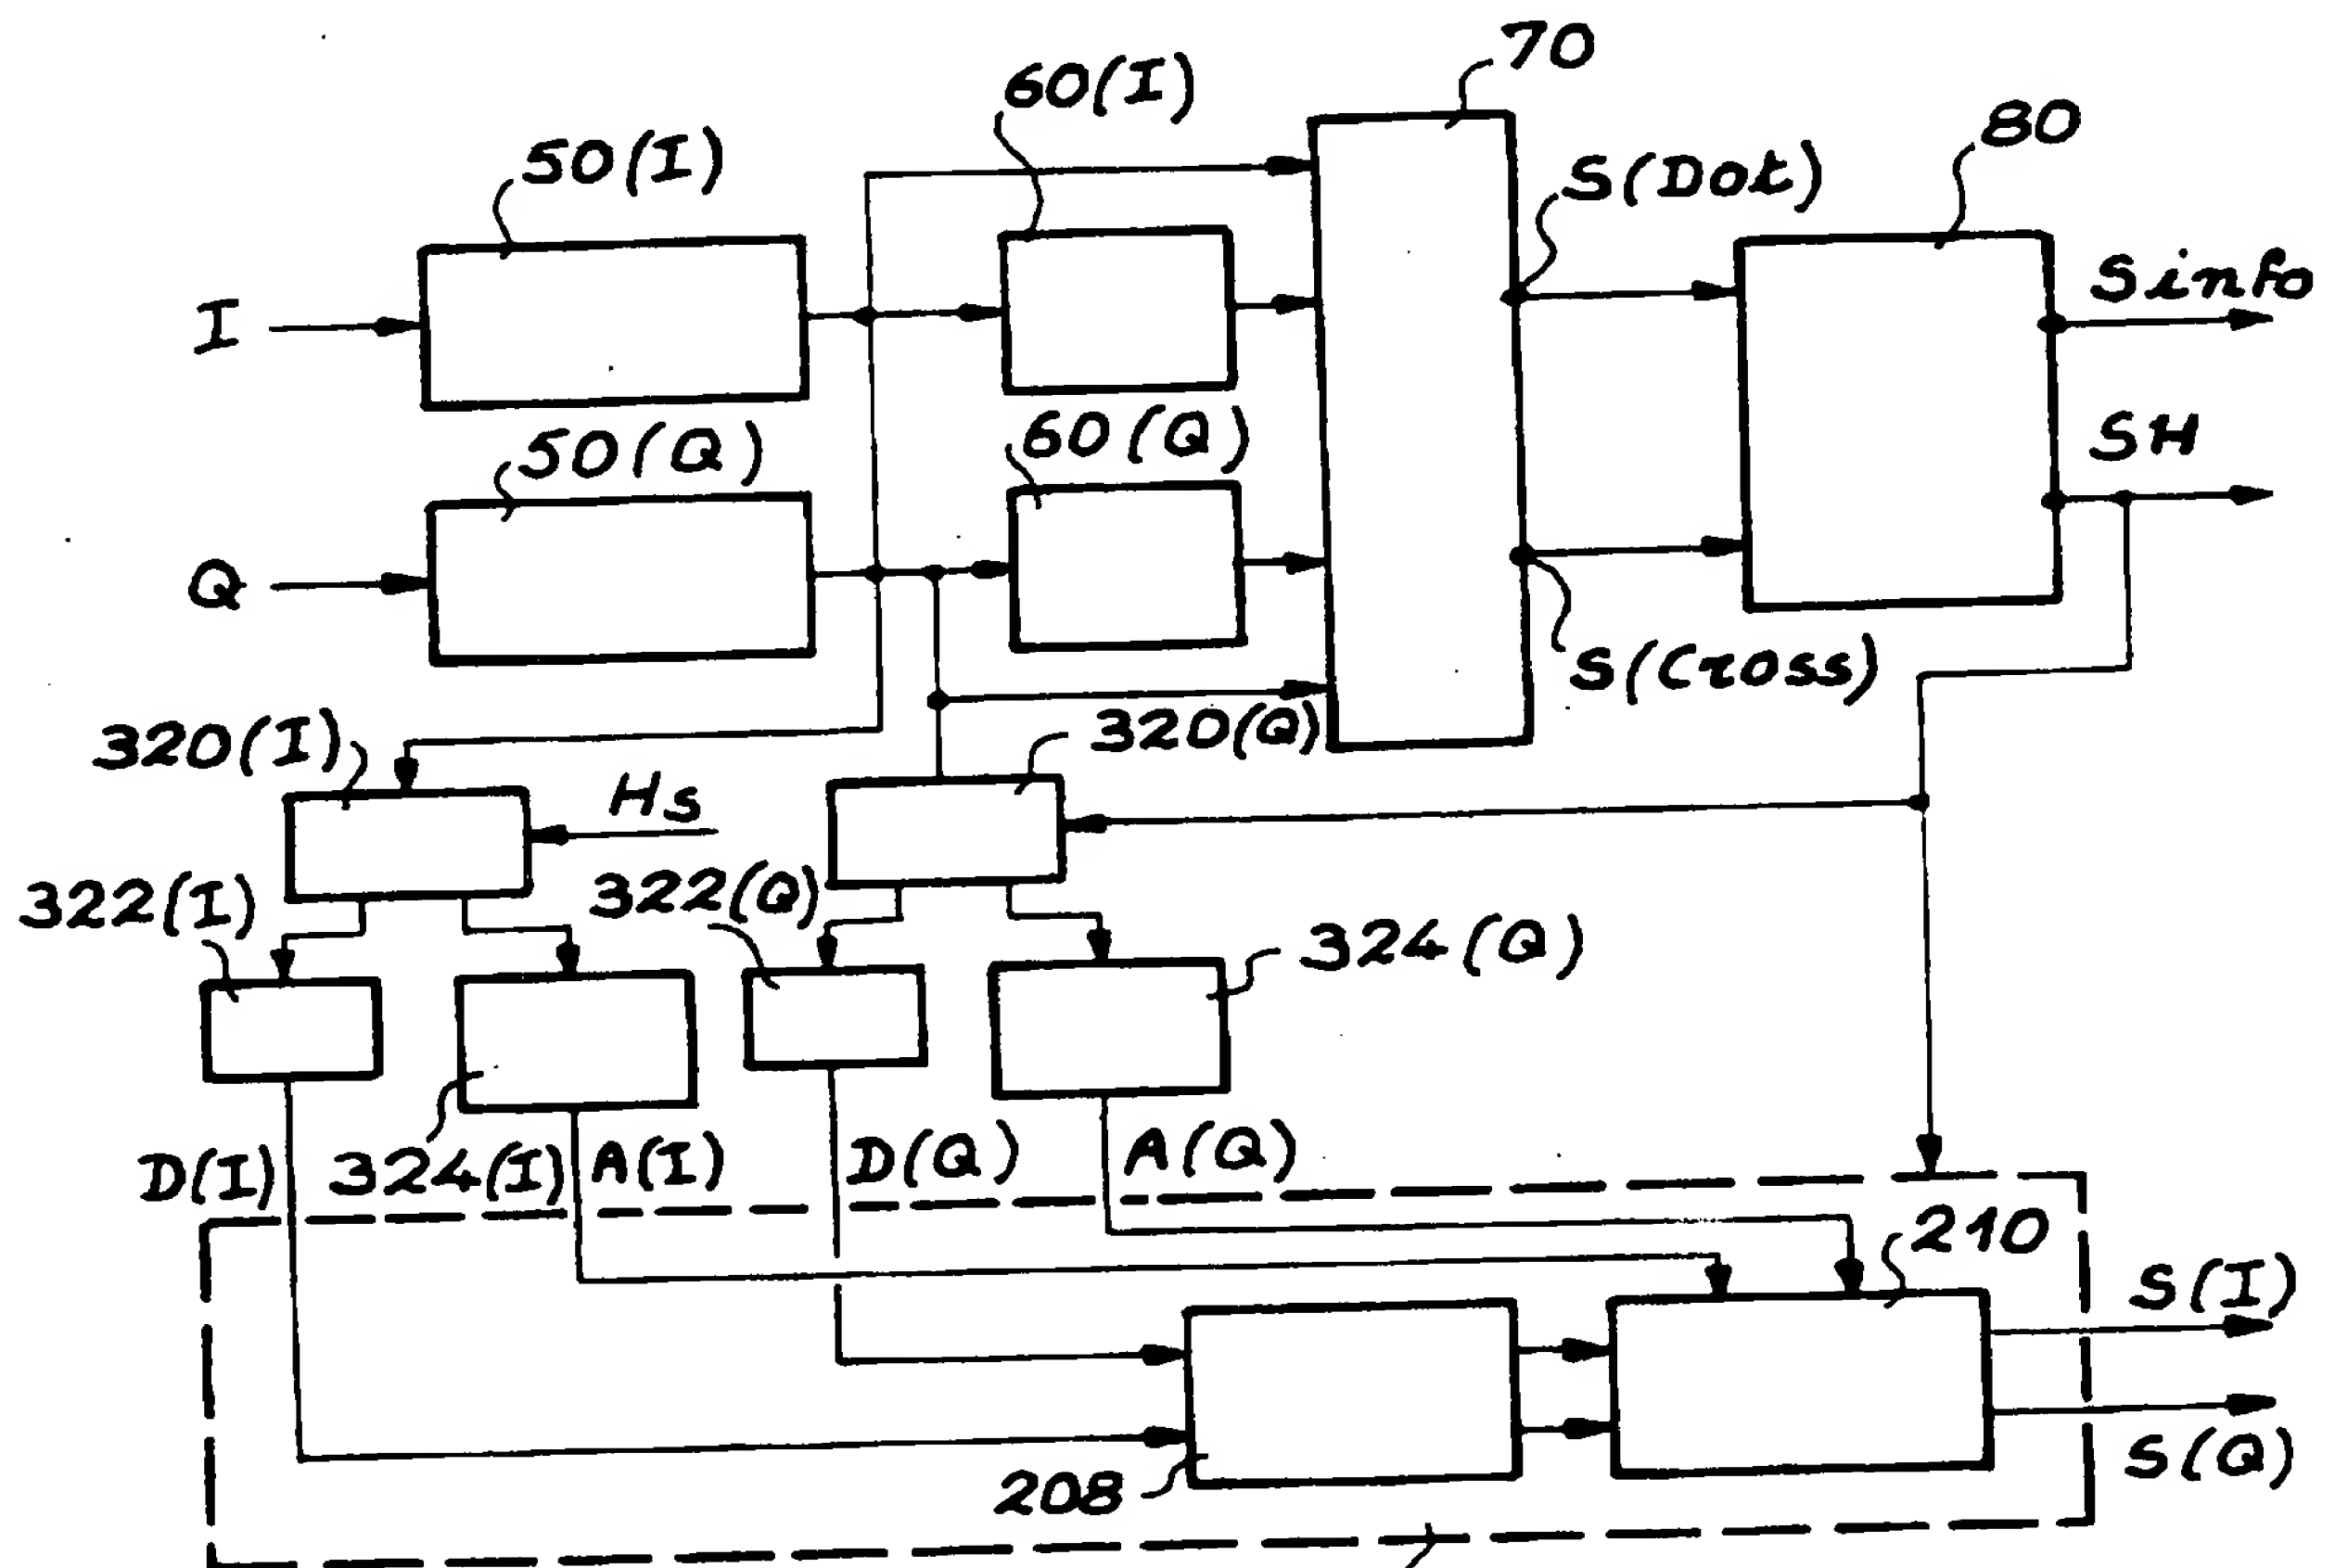 70
60(I)
80
50(I)
S(Dot)
Sinfo
I
SH
60(Q)
50(Q)
Q
S(Cross)
320(I)
320(Q)
Hs
322(I)
322(Q)
324(Q)
D(I)
324(I)
A(I)
D(Q)
A(Q)
210
S(I)
S(Q)
208